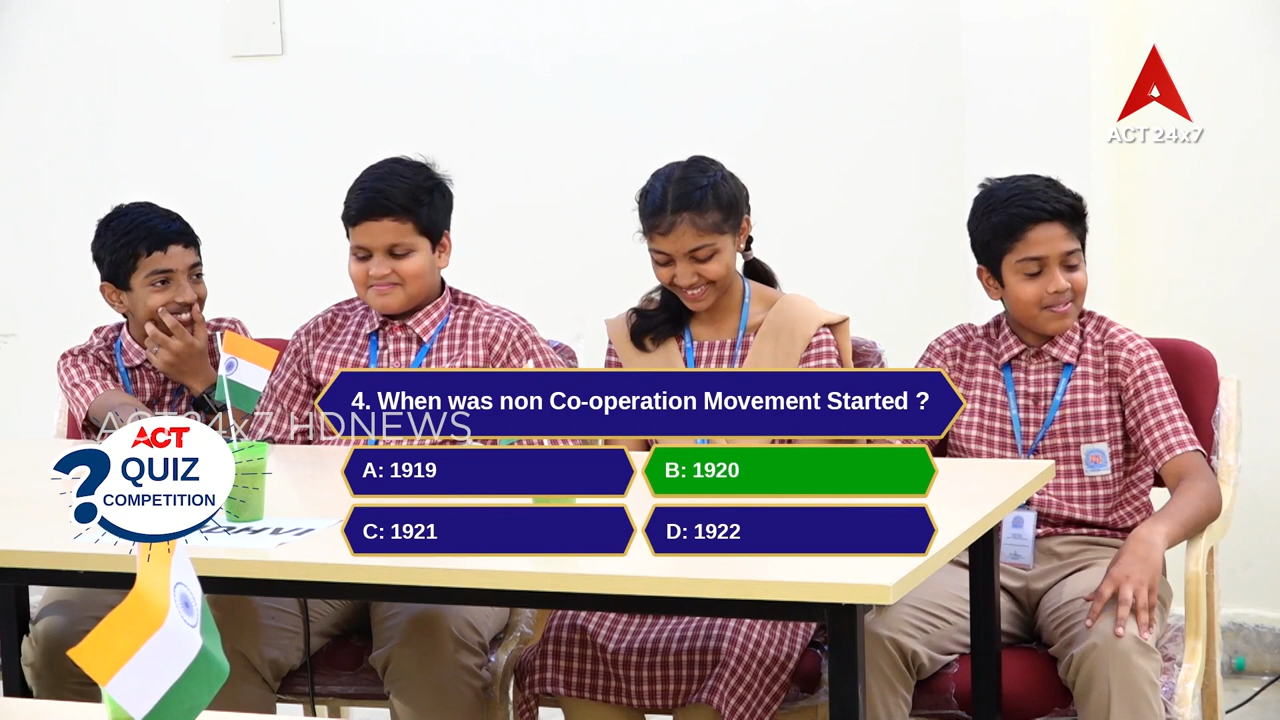 ACT 24x7
4. When was non Co-operation Movement Started ?
ACT24x7 HDNEWS
A: 1919
B: 1920
C: 1921
D: 1922
ACT
?
QUIZ
COMPETITION